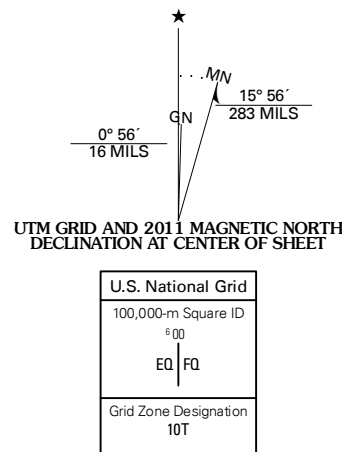 ★
MN
15° 56´
283 MILS
GN
0° 56´
16 MILS
UTM GRID AND 2011 MAGNETIC NORTH
DECLINATION AT CENTER OF SHEET
U.S. National Grid
100,000-m Square ID
⁶00
EQ FQ
Grid Zone Designation
10T